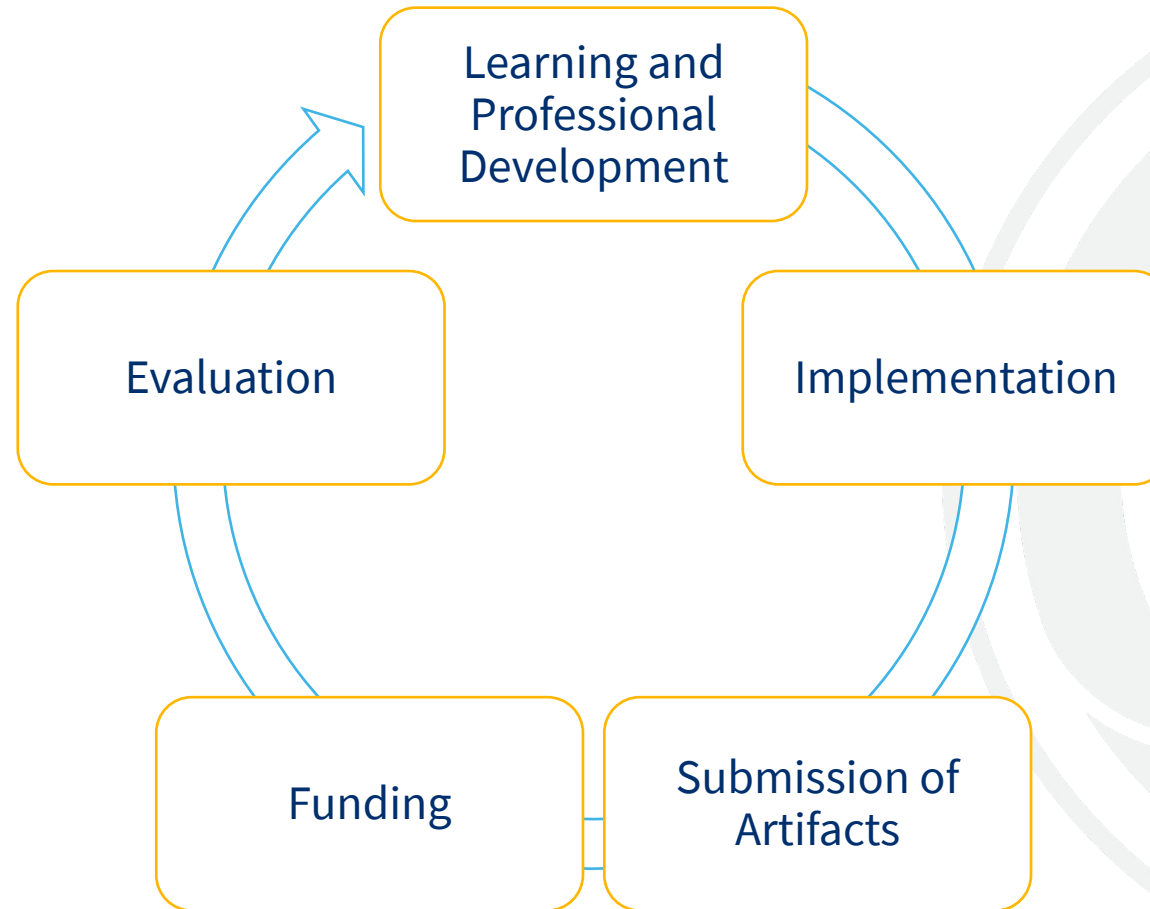 Learning and
Professional
Development
Evaluation
Implementation
Funding
Submission of
Artifacts